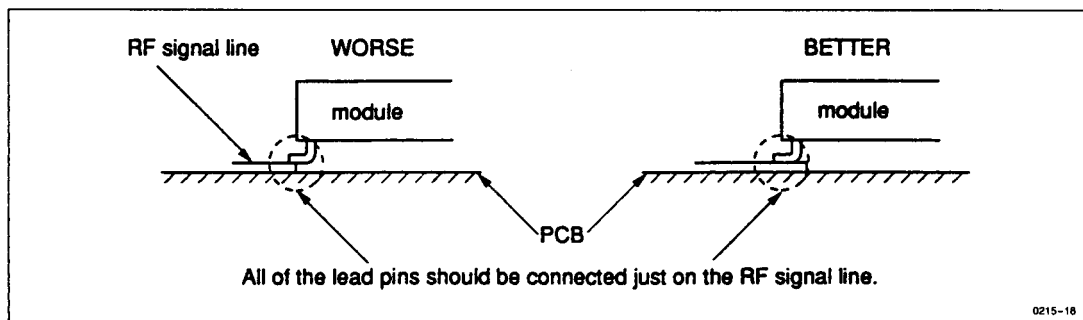 RF signal line
WORSE
BETTER
module
module
PCB
All of the lead pins should be connected just on the RF signal line.
0215-18